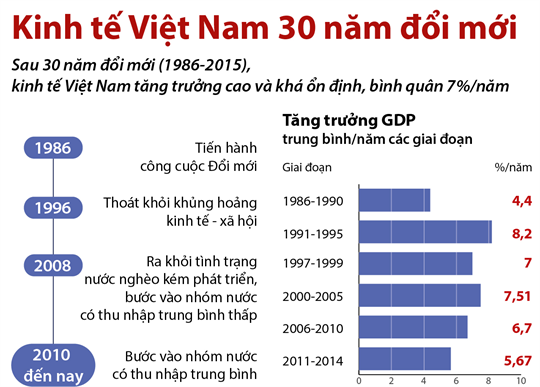 Kinh tế Việt Nam 30 năm đổi mới
Sau 30 năm đổi mới (1986-2015),
kinh tế Việt Nam tăng trưởng cao và khá ổn định, bình quân 7%/năm
1986
Tiến hành
công cuộc Đổi mới
1996
Thoát khỏi khủng hoảng
kinh tế - xã hội
2008
Ra khỏi tình trạng
nước nghèo kém phát triển,
bước vào nhóm nước
có thu nhập trung bình thấp
2010
đến nay
Bước vào nhóm nước
có thu nhập trung bình
Tăng trưởng GDP
trung bình/năm các giai đoạn
Giai đoạn %/năm
1986-1990 4,4
1991-1995 8,2
1997-1999 7
2000-2005 7,51
2006-2010 6,7
2011-2014 5,67
0 2 4 6 8 10